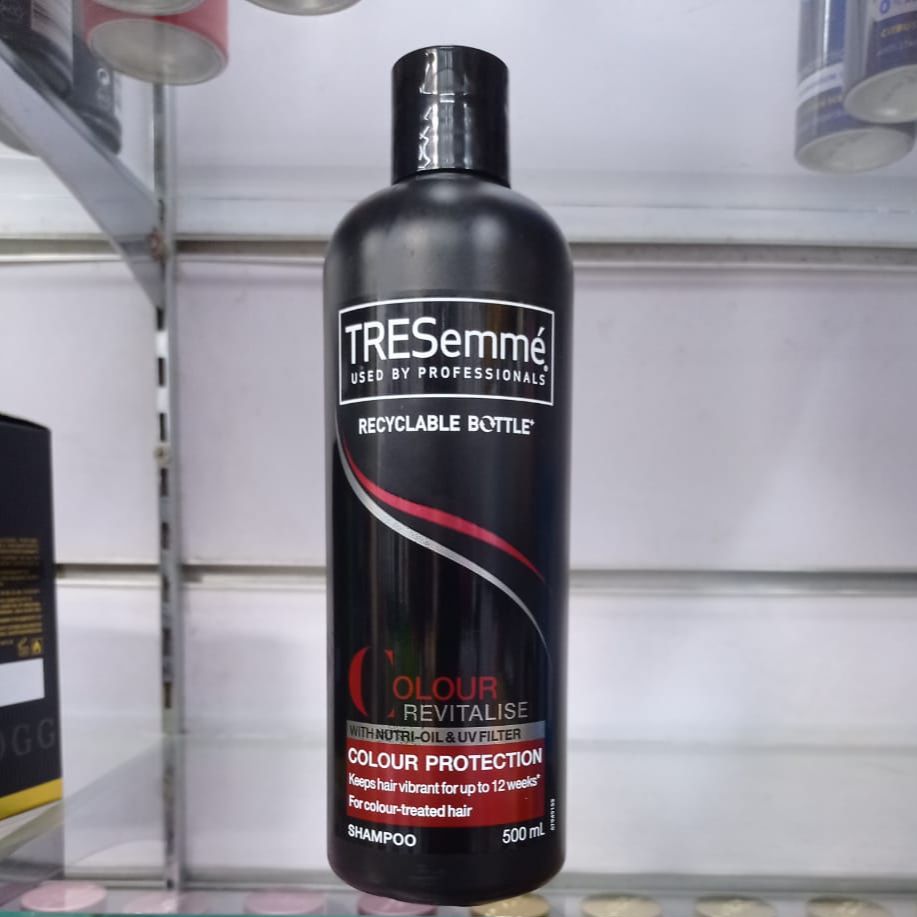 TRESemmé
USED BY PROFESSIONALS
RECYCLABLE BOTTLE+
COLOUR
REVITALISE
WITH NUTRI-OIL & UV FILTER
COLOUR PROTECTION
Keeps hair vibrant for up to 12 weeks*
For colour-treated hair
SHAMPOO 500 mL
OGG